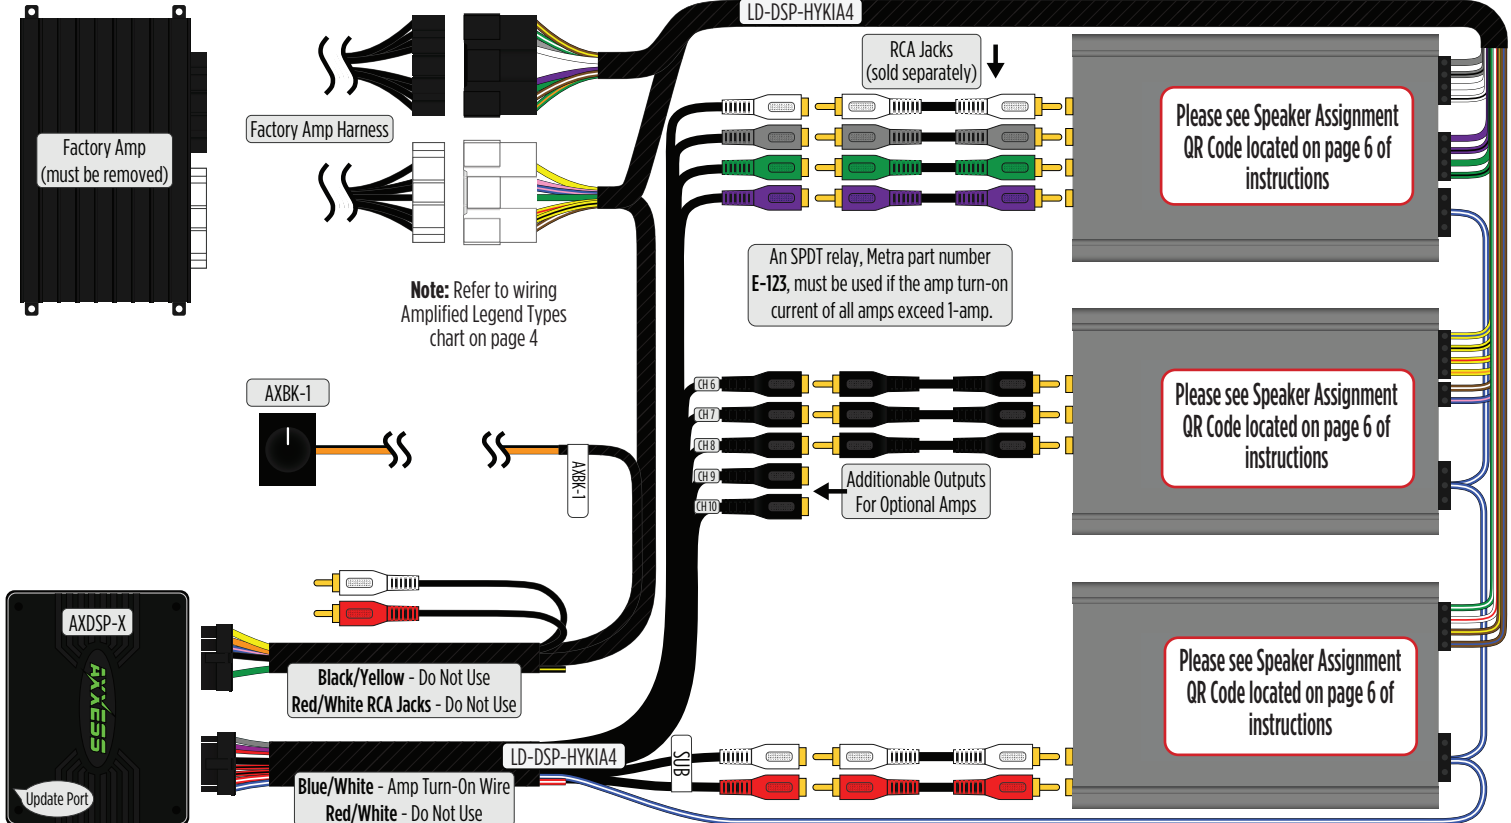 LD-DSP-HYKIA4
Factory Amp
(must be removed)
Factory Amp Harness
RCA Jacks
(sold separately)
Please see Speaker Assignment
QR Code located on page 6 of
instructions
Note: Refer to wiring
Amplified Legend Types
chart on page 4
An SPDT relay, Metra part number
E-123, must be used if the amp turn-on
current of all amps exceed 1-amp.
AXBK-1
AXBK-1
CH 6
CH 7
CH 8
CH 9
CH 10
Additionable Outputs
For Optional Amps
Please see Speaker Assignment
QR Code located on page 6 of
instructions
AXDSP-X
AXXESS
Update Port
Black/Yellow - Do Not Use
Red/White RCA Jacks - Do Not Use
LD-DSP-HYKIA4
Blue/White - Amp Turn-On Wire
Red/White - Do Not Use
SUB
Please see Speaker Assignment
QR Code located on page 6 of
instructions